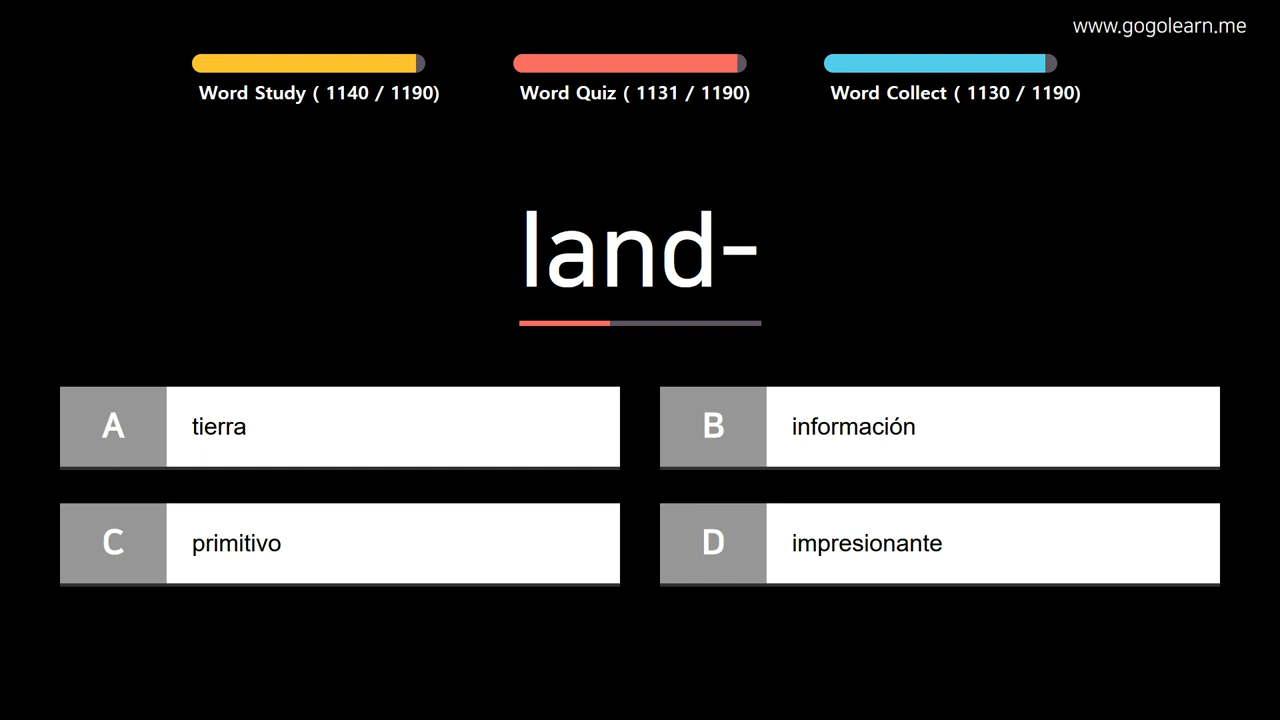 www.gogolearn.me
Word Study ( 1140 / 1190)
Word Quiz ( 1131 / 1190)
Word Collect ( 1130 / 1190)
land-
A
tierra
B
información
C
primitivo
D
impresionante